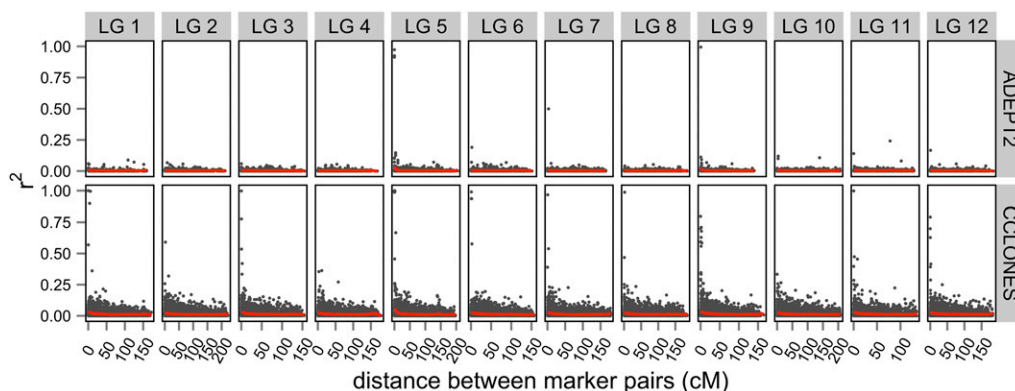 LG 1 LG 2 LG 3 LG 4 LG 5 LG 6 LG 7 LG 8 LG 9 LG 10 LG 11 LG 12
1.00
0.75
0.50
0.25
0.00
ADEPT2
r²
1.00
0.75
0.50
0.25
0.00
CCLONES
0 50 100 150 0 50 100 150 200 0 50 100 150 0 50 100 150 0 50 100 150 200 0 50 100 150 0 50 100 150 0 50 100 150 0 50 100 150 0 50 100 150 200 0 50 100 0 50 100 150
distance between marker pairs (cM)